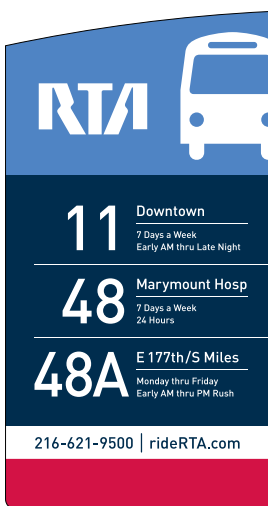 RTA
11
Downtown
7 Days a Week
Early AM thru Late Night
48
Marymount Hosp
7 Days a Week
24 Hours
48A
E 177th/S Miles
Monday thru Friday
Early AM thru PM Rush
216-621-9500 | rideRTA.com